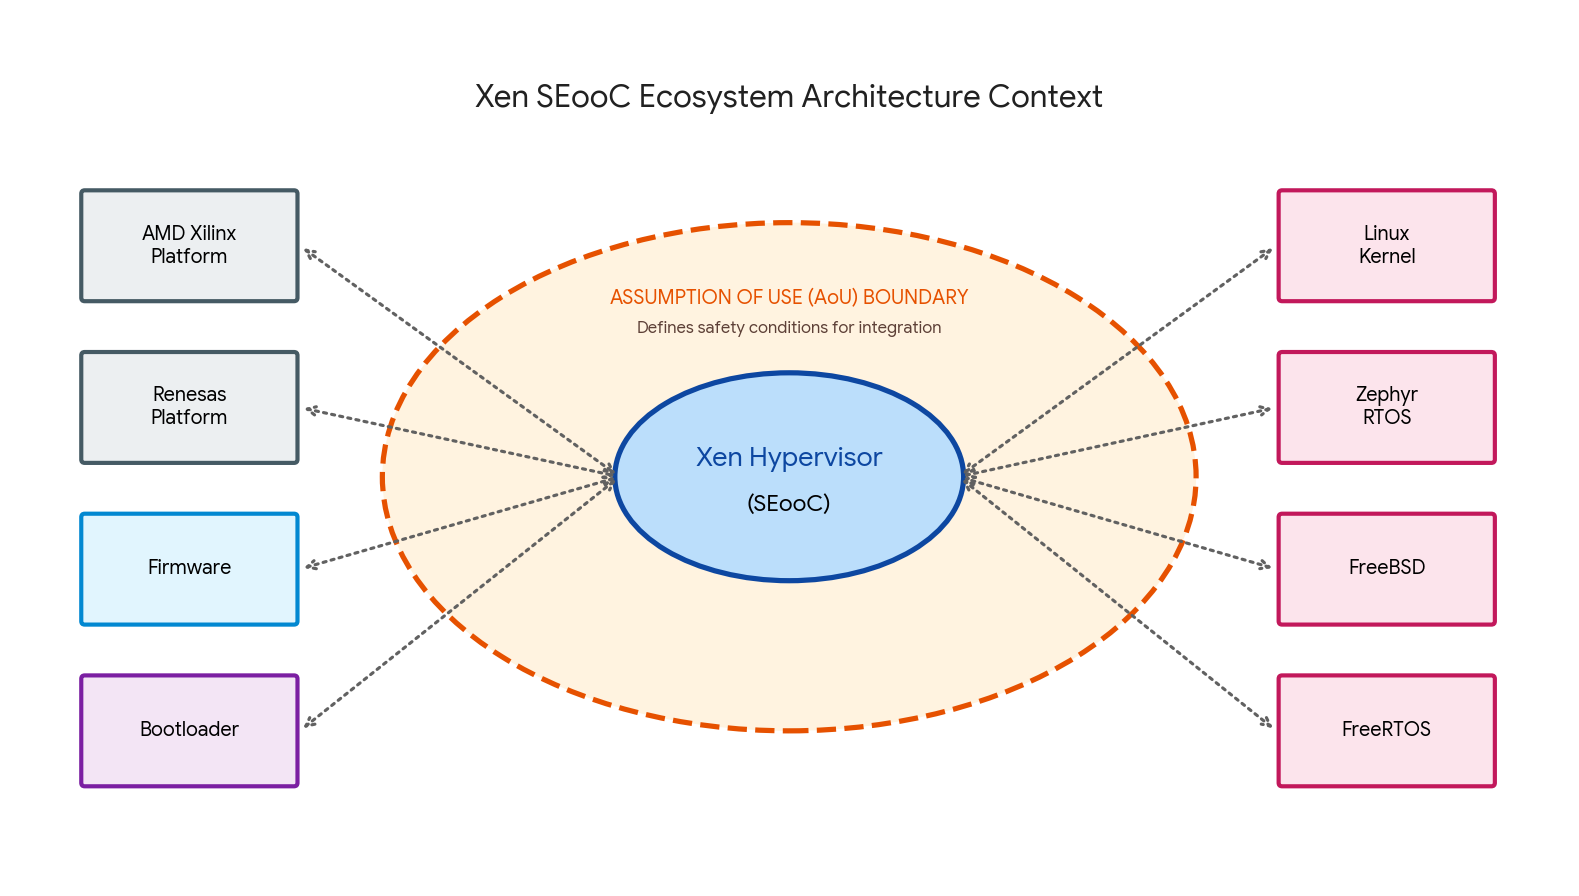 Xen SEooC Ecosystem Architecture Context
AMD Xilinx
Platform
Renesas
Platform
Firmware
Bootloader
ASSUMPTION OF USE (AoU) BOUNDARY
Defines safety conditions for integration
Xen Hypervisor
(SEooC)
Linux
Kernel
Zephyr
RTOS
FreeBSD
FreeRTOS